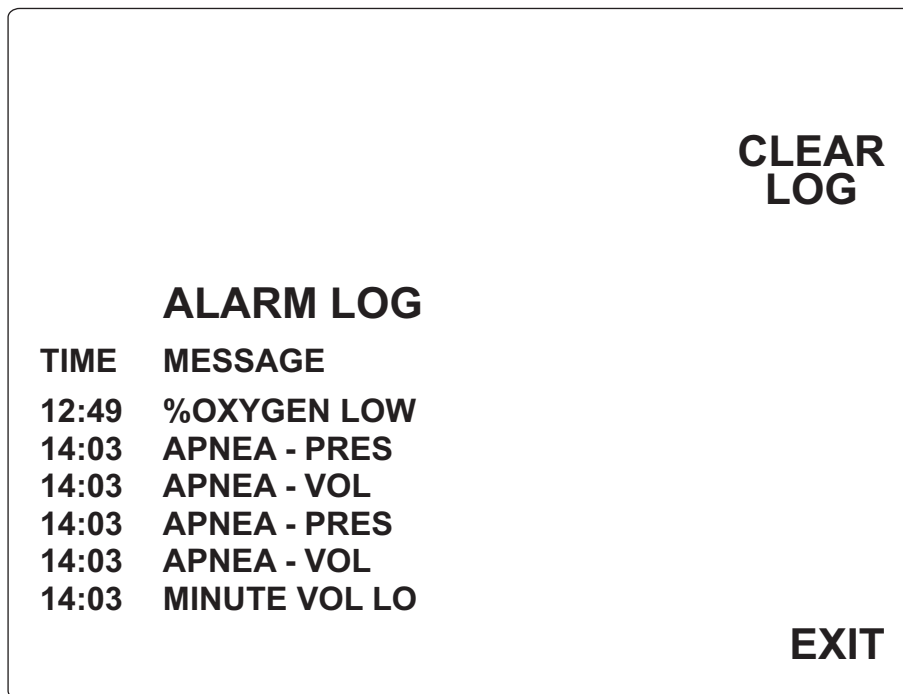 CLEAR
LOG
ALARM LOG
TIME MESSAGE
12:49 %OXYGEN LOW
14:03 APNEA - PRES
14:03 APNEA - VOL
14:03 APNEA - PRES
14:03 APNEA - VOL
14:03 MINUTE VOL LO
EXIT